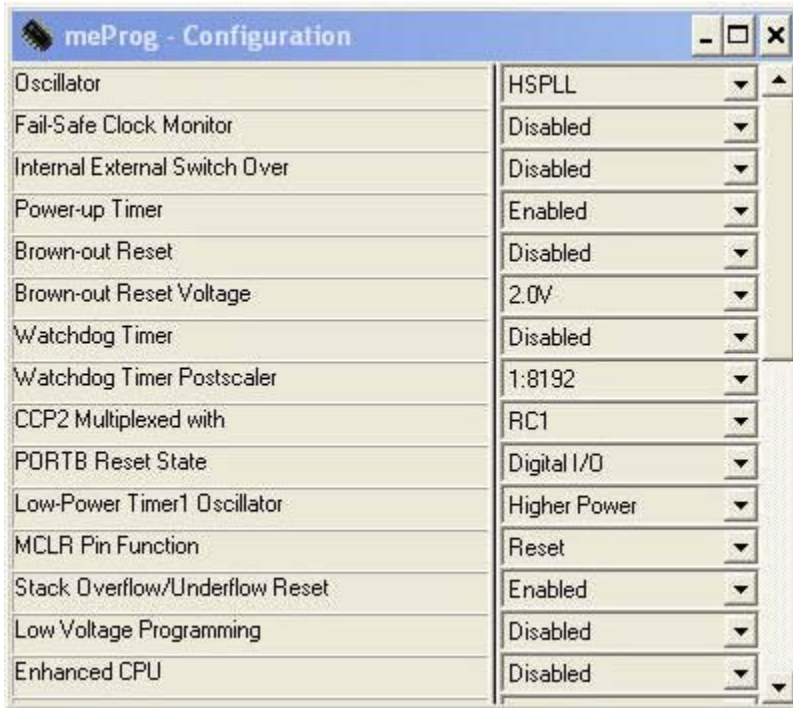 meProg - Configuration
Oscillator HSPLL
Fail-Safe Clock Monitor Disabled
Internal External Switch Over Disabled
Power-up Timer Enabled
Brown-out Reset Disabled
Brown-out Reset Voltage 2.0V
Watchdog Timer Disabled
Watchdog Timer Postscaler 1:8192
CCP2 Multiplexed with RC1
PORTB Reset State Digital I/O
Low-Power Timer1 Oscillator Higher Power
MCLR Pin Function Reset
Stack Overflow/Underflow Reset Enabled
Low Voltage Programming Disabled
Enhanced CPU Disabled